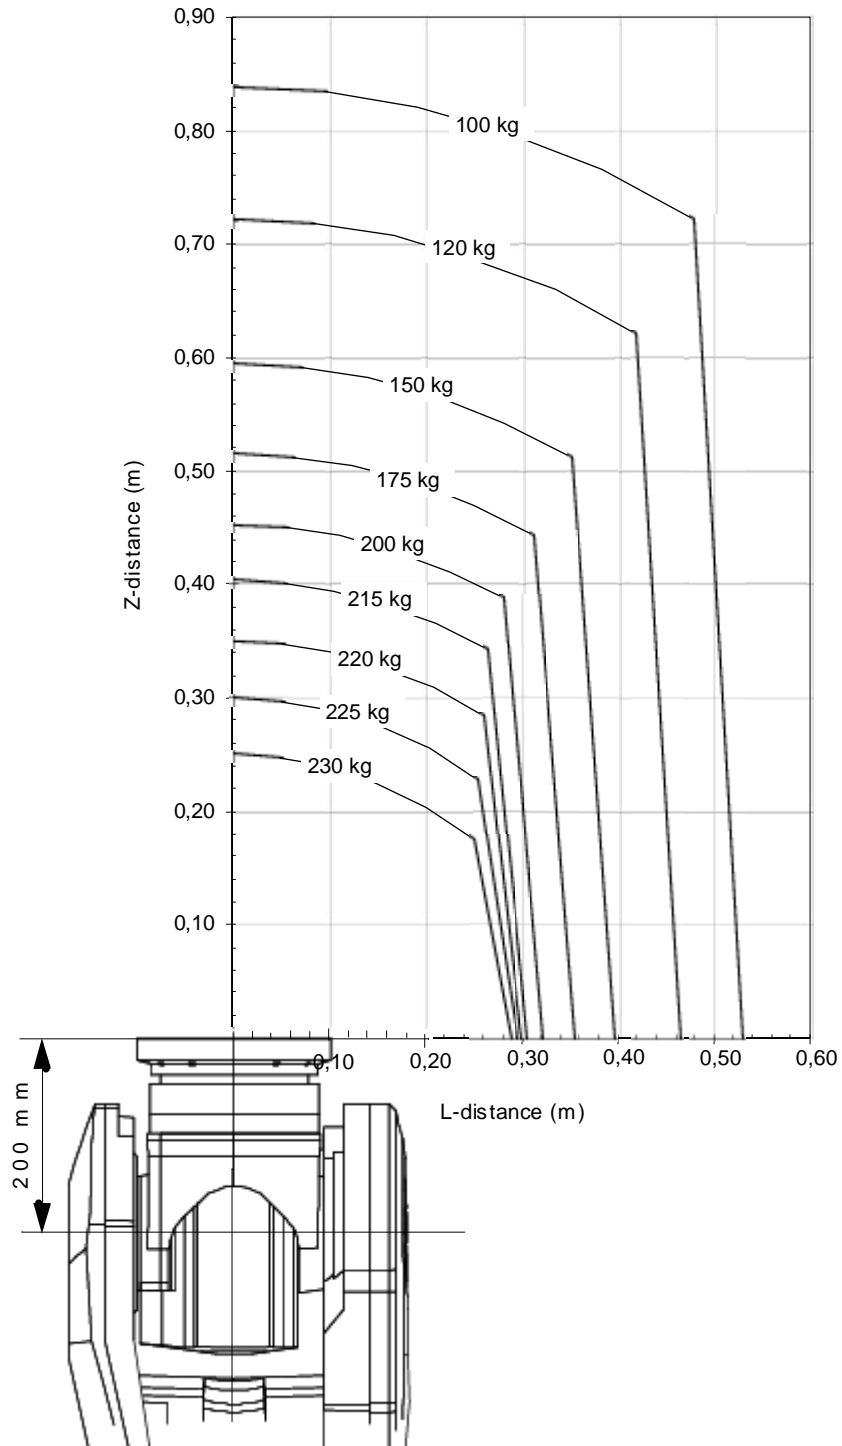 0,90
100 kg
0,80
0,70
120 kg
0,60
150 kg
Z-distance (m)
0,50
175 kg
200 kg
0,40
215 kg
220 kg
0,30
225 kg
230 kg
0,20
0,10
0,10 0,20 0,30 0,40 0,50 0,60
L-distance (m)
200 mm